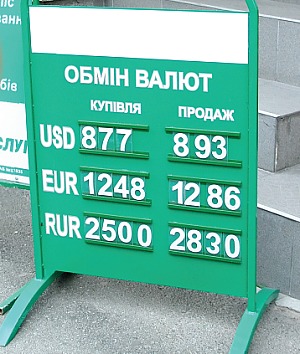 ОБМІН ВАЛЮТ
КУПІВЛЯ ПРОДАЖ
USD 877 893
EUR 1248 1286
RUR 2500 2830